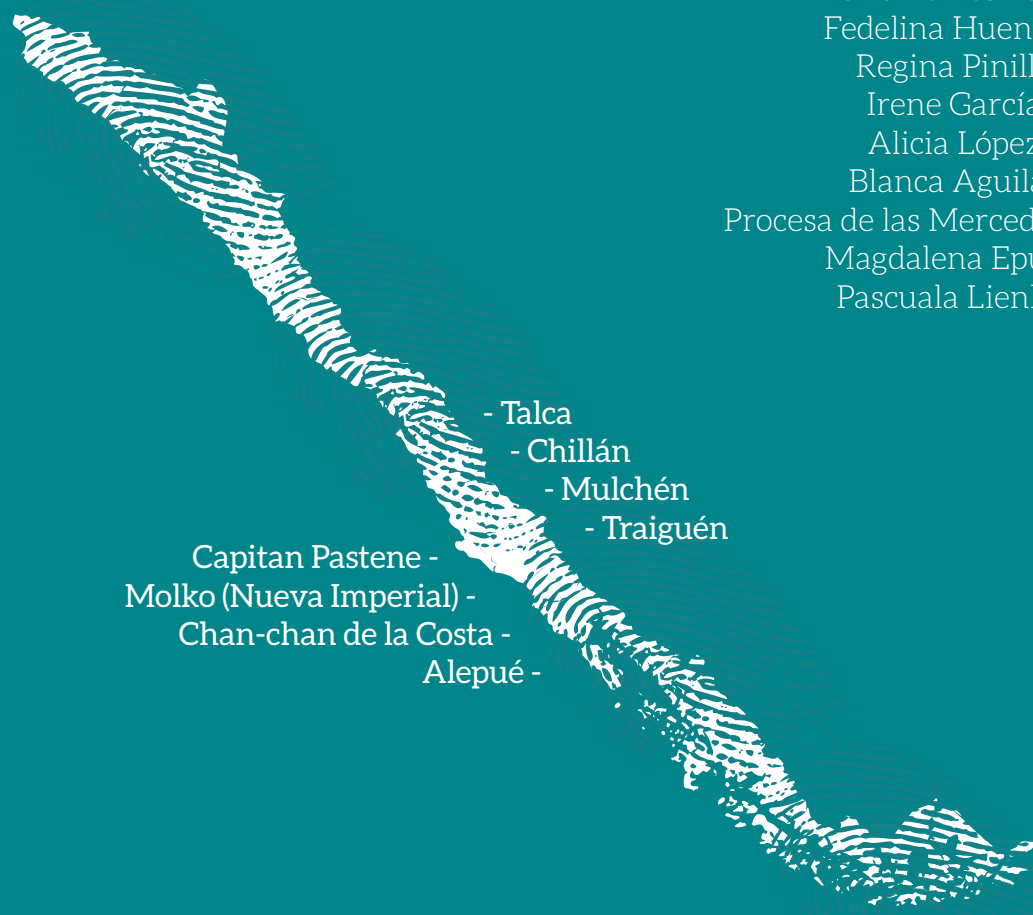 Fedelina Huen
Regina Pinill
Irene García
Alicia López
Blanca Aguila
Procesa de las Merced
Magdalena Epu
Pascuala Lienl
- Talca
- Chillán
- Mulchén
- Traiguén
Capitan Pastene -
Molko (Nueva Imperial) -
Chan-chan de la Costa -
Alepué -